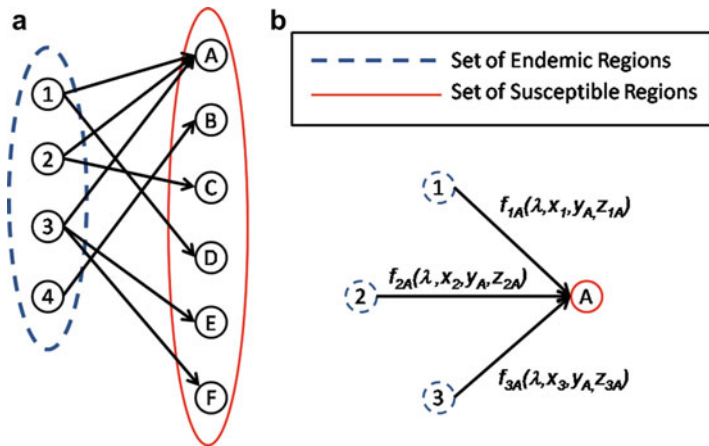 a
1
2
3
4
A
B
C
D
E
F
b
Set of Endemic Regions
Set of Susceptible Regions
1
f1A(λ,x1,yA,z1A)
2
f2A(λ,x2,yA,z2A)
A
3
f3A(λ,x3,yA,z3A)